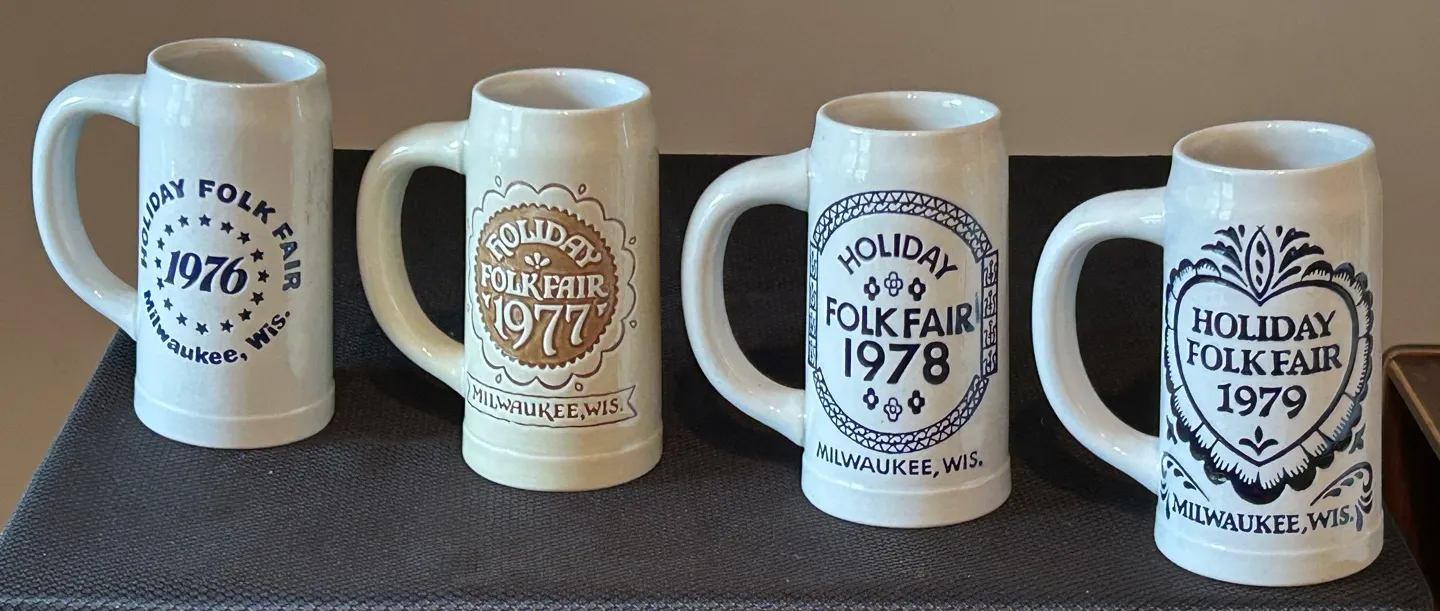 HOLIDAY FOLK FAIR
1976
Milwaukee, Wis.
HOLIDAY
FOLK FAIR
1977
MILWAUKEE, WIS.
HOLIDAY
FOLK FAIR
1978
MILWAUKEE, WIS.
HOLIDAY
FOLK FAIR
1979
MILWAUKEE, WIS.